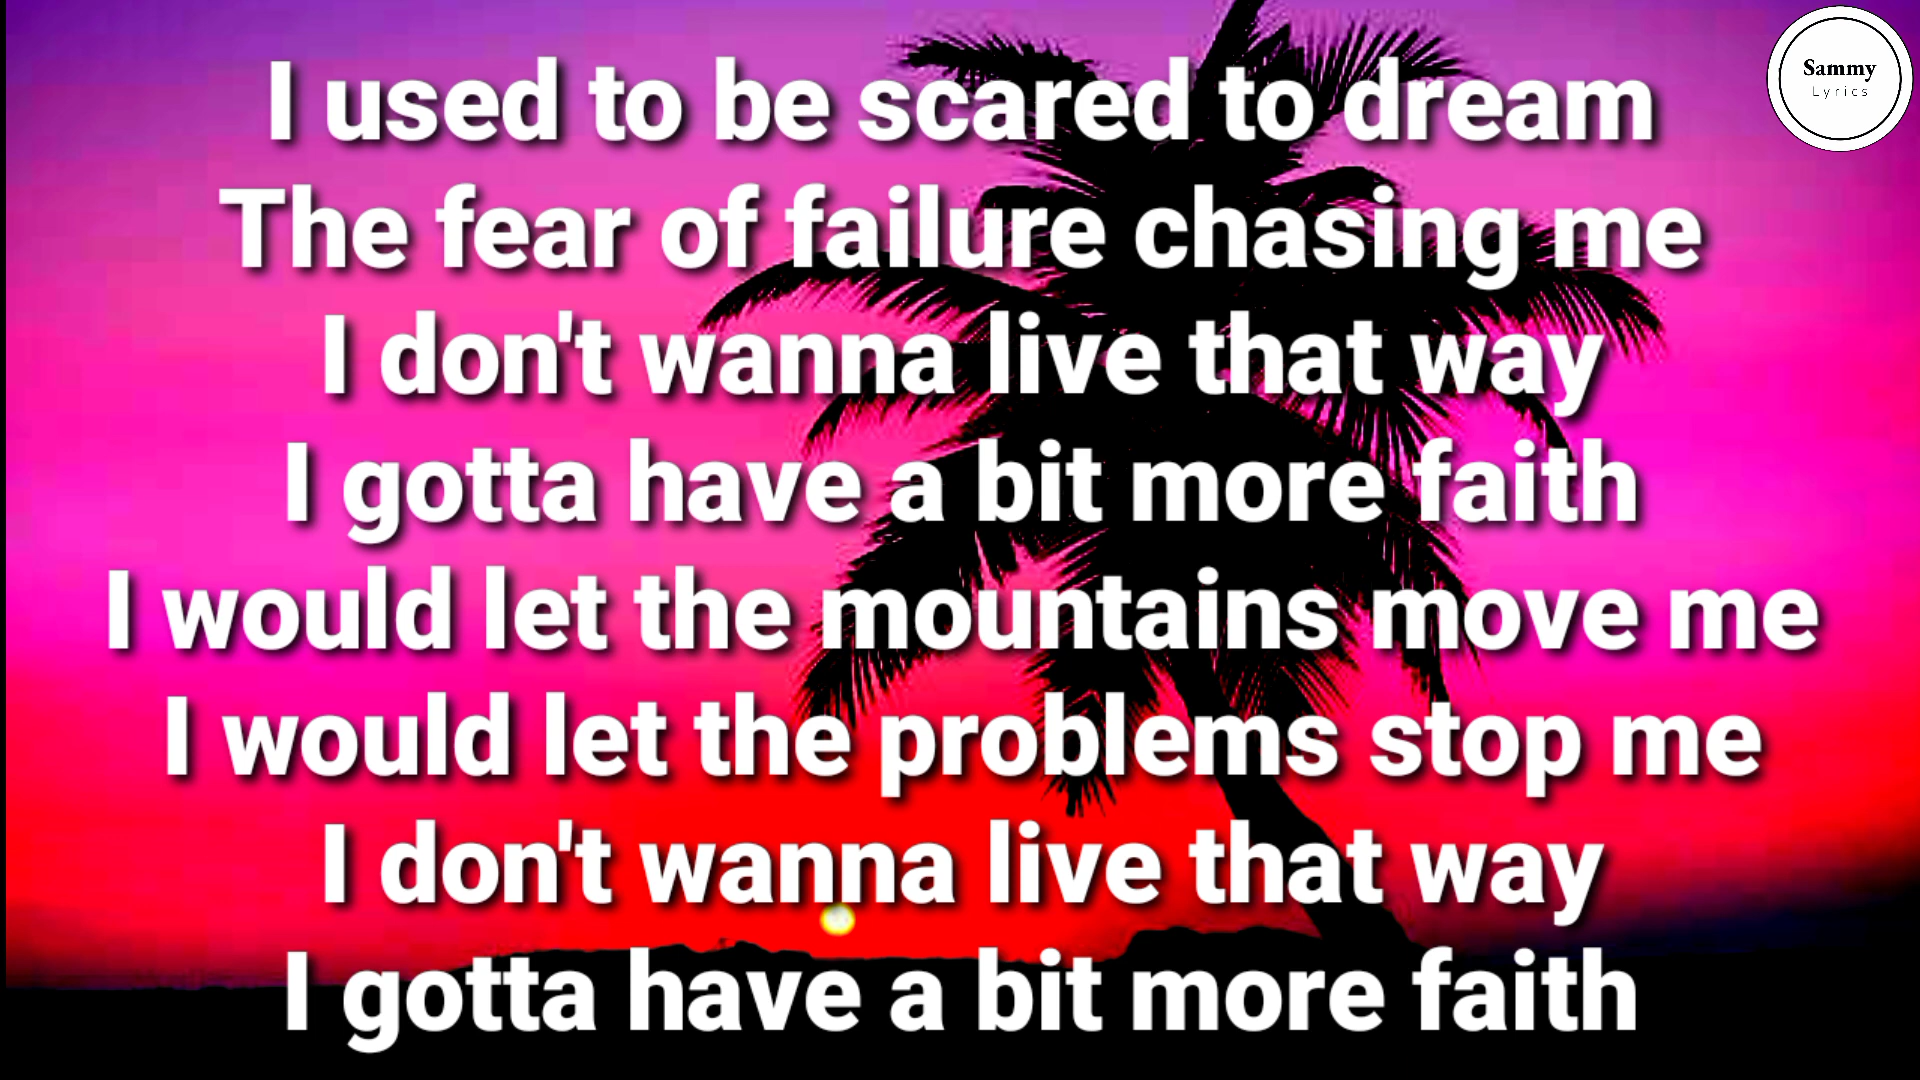 Sammy
Lyrics
I used to be scared to dream
The fear of failure chasing me
I don't wanna live that way
I gotta have a bit more faith
I would let the mountains move me
I would let the problems stop me
I don't wanna live that way
I gotta have a bit more faith